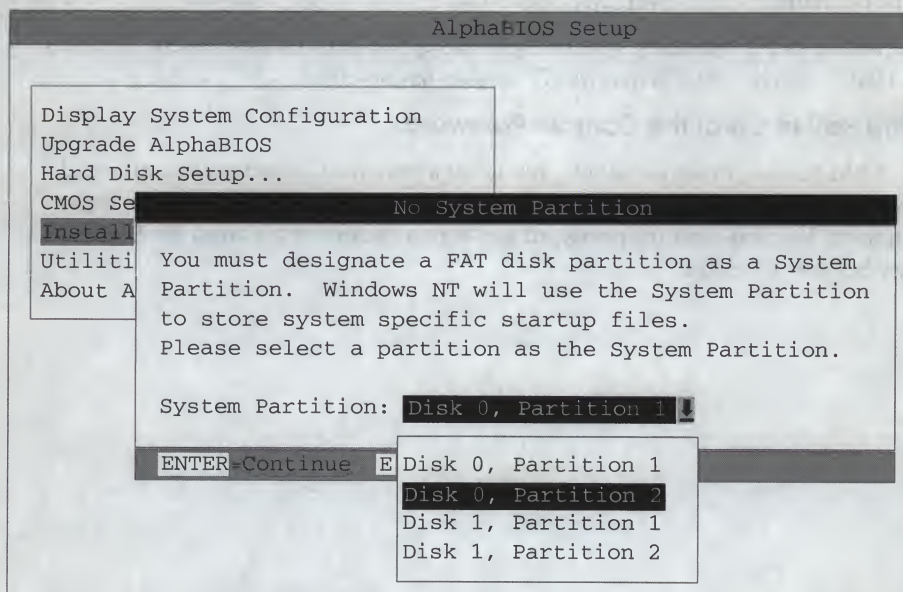 AlphaBIOS Setup
Display System Configuration
Upgrade AlphaBIOS
Hard Disk Setup...
CMOS Se
Install
Utiliti
About A
No System Partition
You must designate a FAT disk partition as a System
Partition. Windows NT will use the System Partition
to store system specific startup files.
Please select a partition as the System Partition.
System Partition: Disk 0, Partition 1
ENTER=Continue E
Disk 0, Partition 1
Disk 0, Partition 2
Disk 1, Partition 1
Disk 1, Partition 2